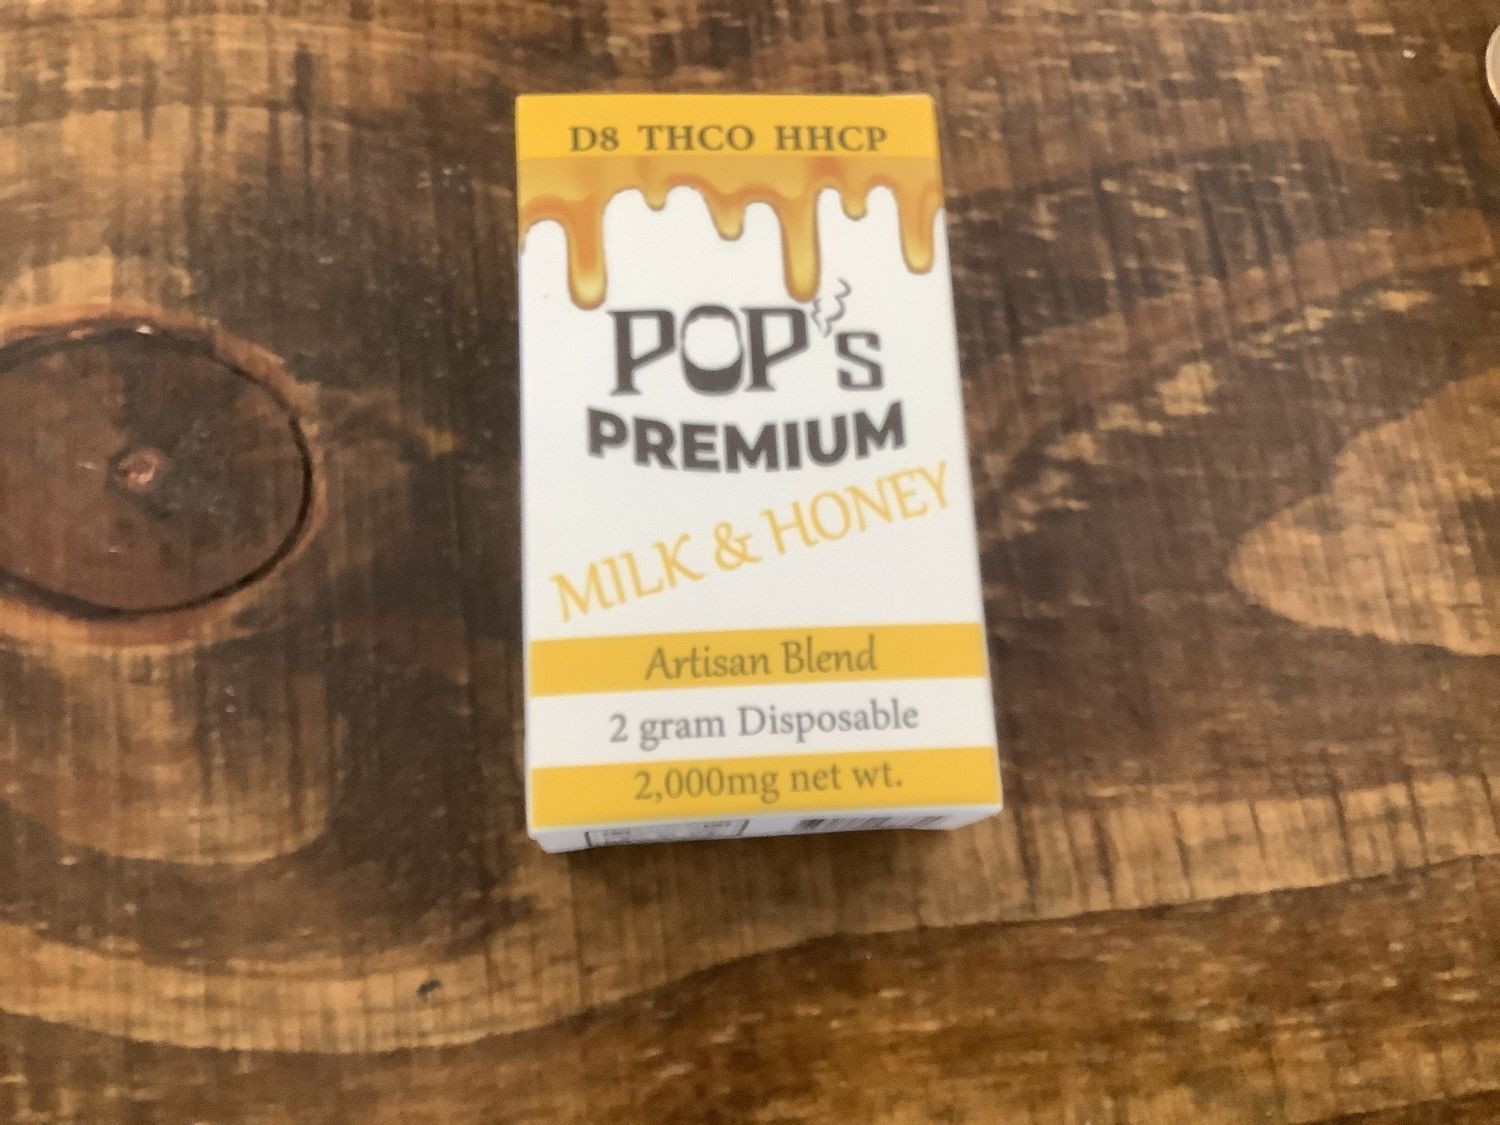 D8 THCO HHCP
POP's
PREMIUM
MILK & HONEY
Artisan Blend
2 gram Disposable
2,000mg net wt.